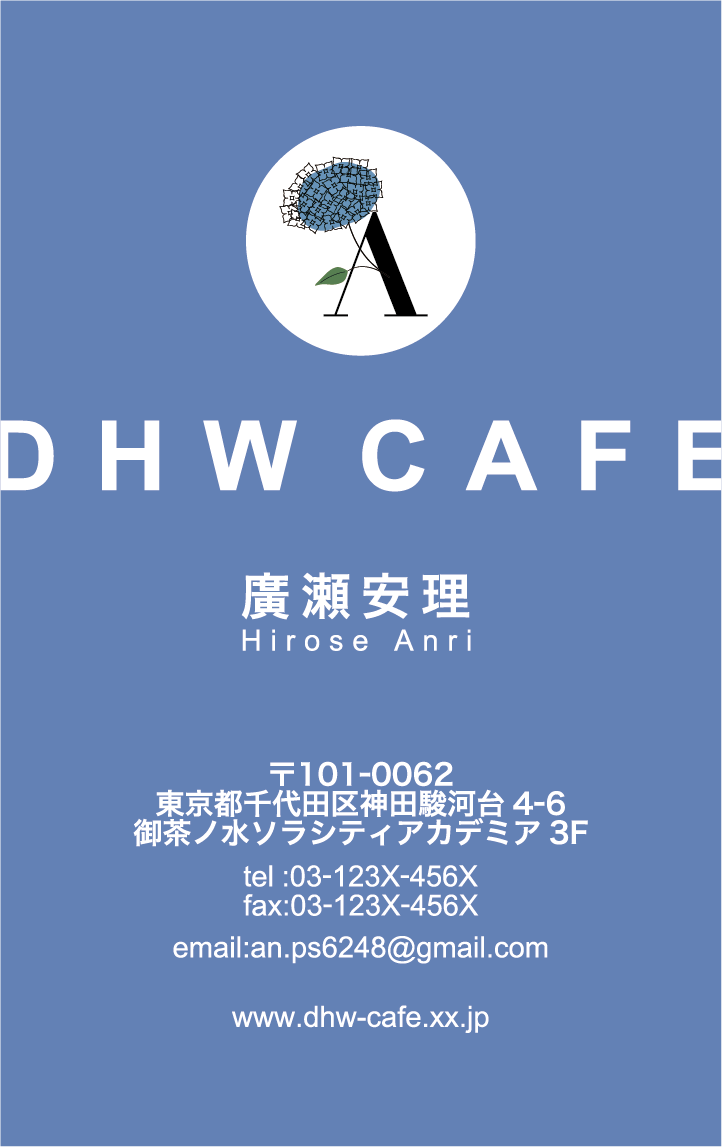 A
DHW CAFE
廣瀬安理
Hirose Anri
〒101-0062
東京都千代田区神田駿河台 4-6
御茶ノ水ソラシティアカデミア 3F
tel :03-123X-456X
fax:03-123X-456X
email:an.ps6248@gmail.com
www.dhw-cafe.xx.jp